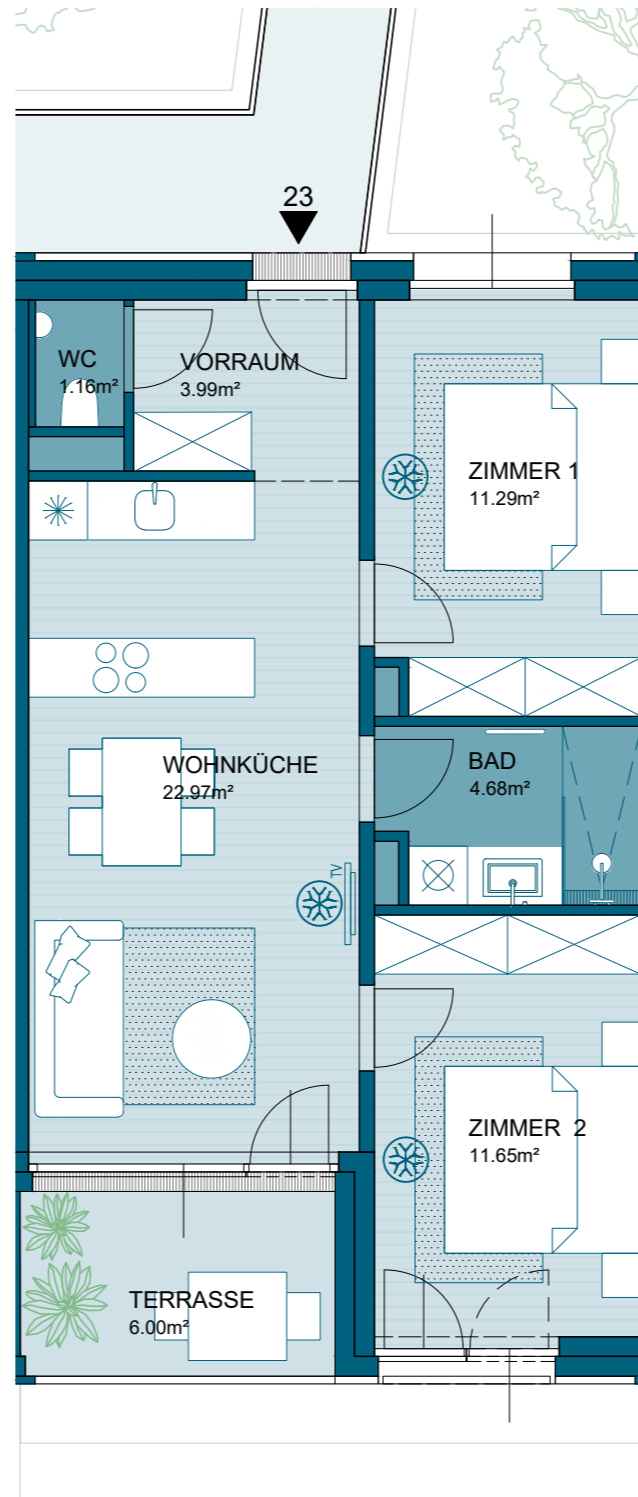 23
WC
1.16m²
VORRAUM
3.99m²
ZIMMER 1
11.29m²
WOHNKÜCHE
22.97m²
BAD
4.68m²
TV
ZIMMER 2
11.65m²
TERRASSE
6.00m²